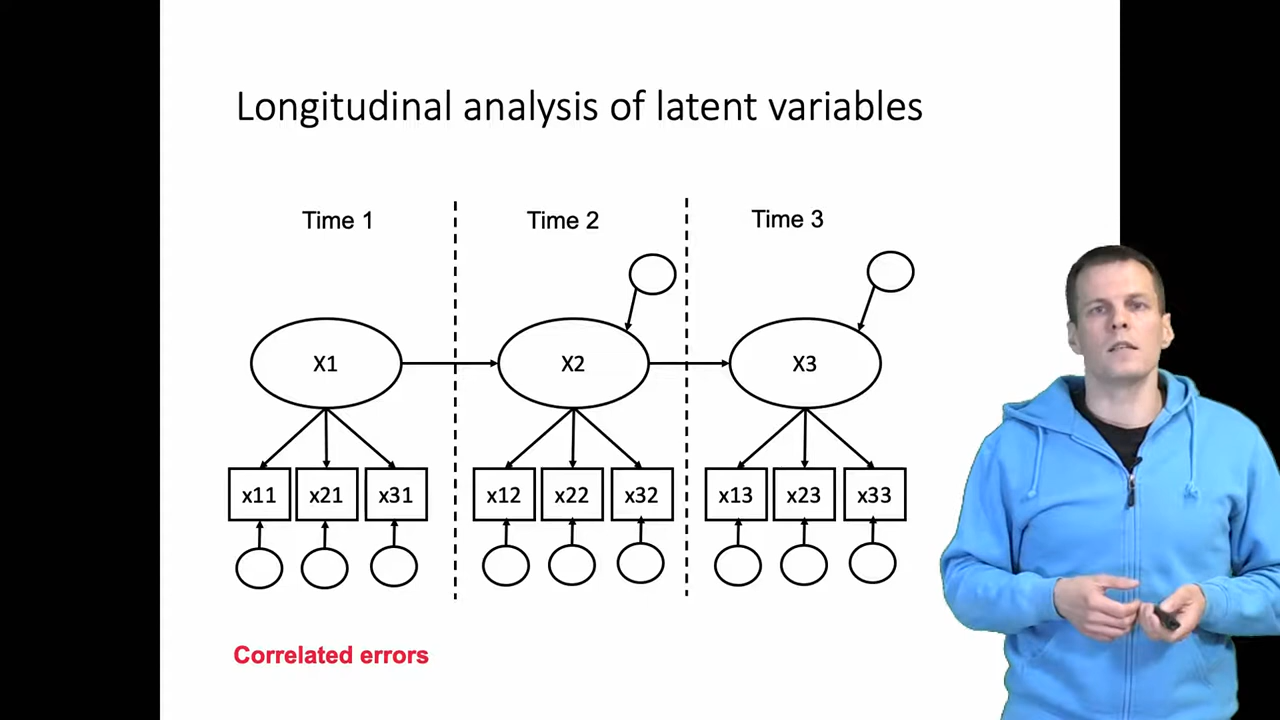 Longitudinal analysis of latent variables
Time 1 Time 2 Time 3
X1 X2 X3
x11 x21 x31 x12 x22 x32 x13 x23 x33
Correlated errors